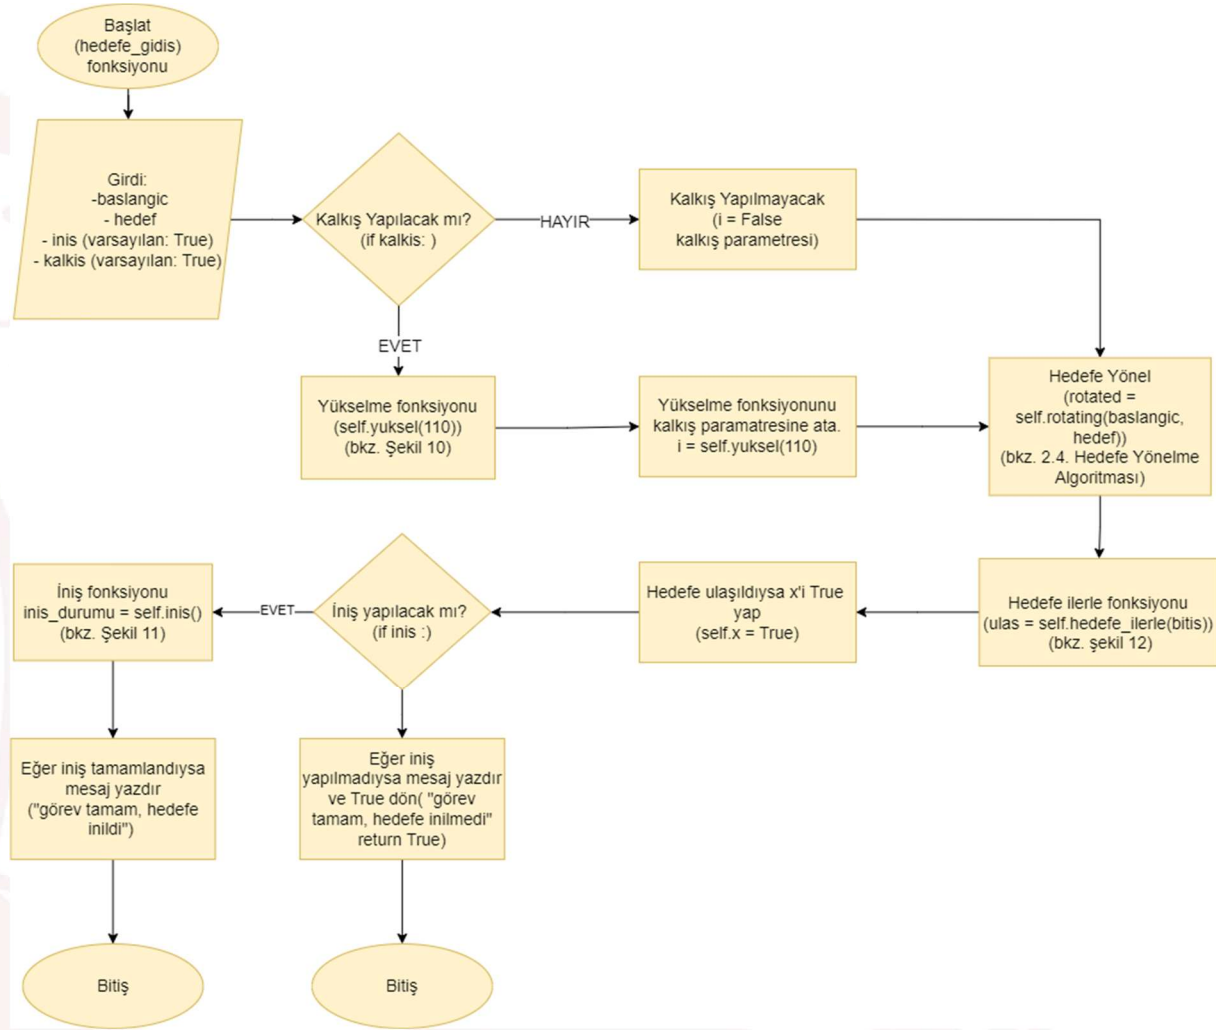 Başlat
(hedefe_gidis)
fonksiyonu
Girdi:
-baslangic
- hedef
- inis (varsayılan: True)
- kalkis (varsayılan: True)
Kalkış Yapılacak mı?
(if kalkis: )
HAYIR
Kalkış Yapılmayacak
(i = False
kalkış parametresi)
EVET
Yükselme fonksiyonu
(self.yuksel(110))
(bkz. Şekil 10)
Yükselme fonksiyonunu
kalkış paramatresine ata.
i = self.yuksel(110)
Hedefe Yönel
(rotated =
self.rotating(baslangic,
hedef))
(bkz. 2.4. Hedefe Yönelme
Algoritması)
Hedefe ilerle fonksiyonu
(ulas = self.hedefe_ilerle(bitis))
(bkz. şekil 12)
Hedefe ulaşıldıysa x'i True
yap
(self.x = True)
İniş yapılacak mı?
(if inis :)
EVET
İniş fonksiyonu
inis_durumu = self.inis()
(bkz. Şekil 11)
Eğer iniş tamamlandıysa
mesaj yazdır
("görev tamam, hedefe
inildi")
Eğer iniş
yapılmadıysa mesaj yazdır
ve True dön( "görev
tamam, hedefe inilmedi"
return True)
Bitiş
Bitiş